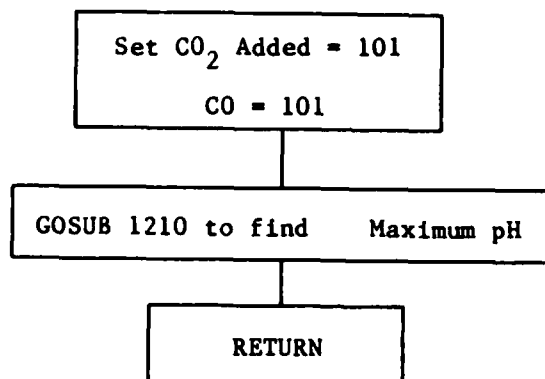 Set CO2 Added = 101
CO = 101
GOSUB 1210 to find Maximum pH
RETURN